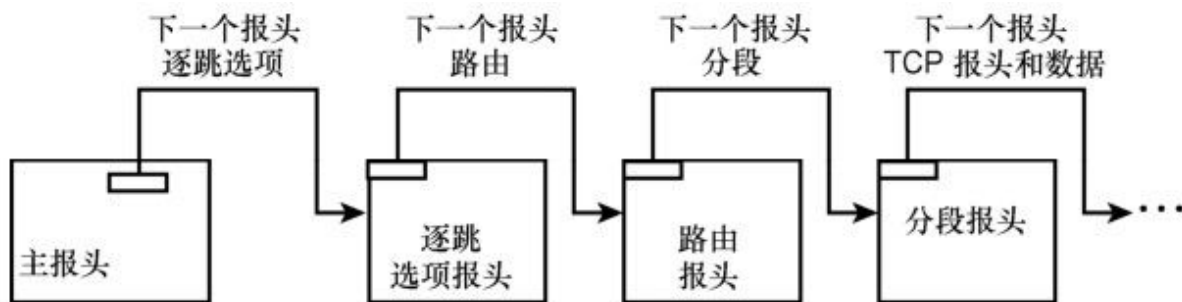 下一个报头
逐跳选项
下一个报头
路由
下一个报头
分段
下一个报头
TCP 报头和数据
主报头
逐跳
选项报头
路由
报头
分段报头